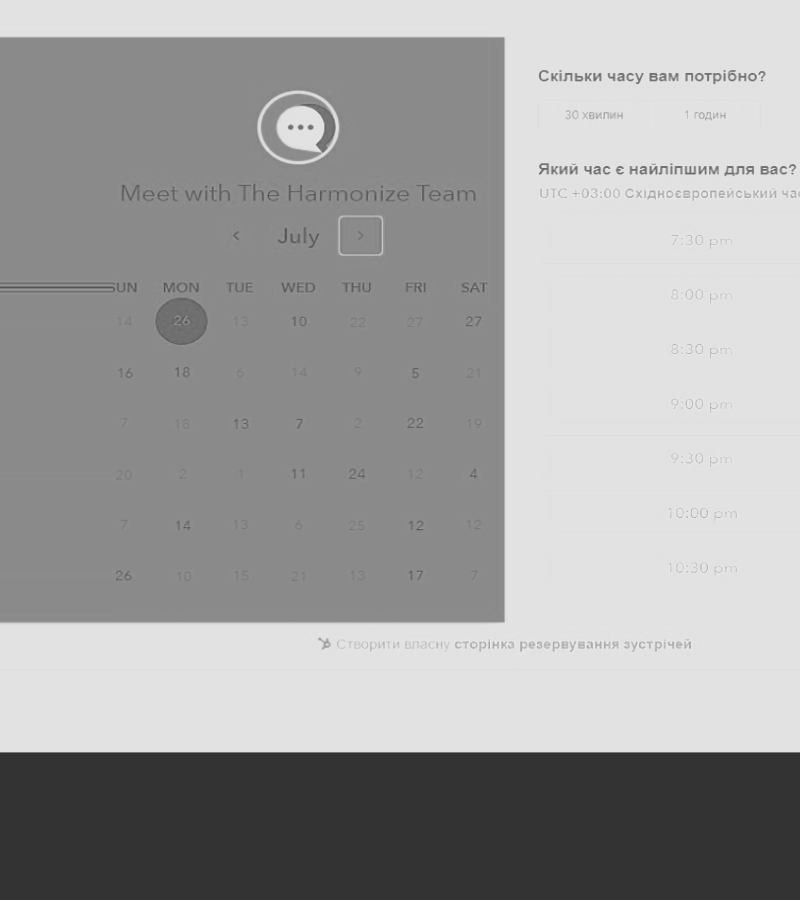 Meet with The Harmonize Team
July
SUN MON TUE WED THU FRI SAT
14 26 13 10 22 27 27
16 18 6 14 9 5 21
7 18 13 7 2 22 19
20 2 1 11 24 12 4
7 14 13 6 25 12 12
26 10 15 21 13 17 7
Скільки часу вам потрібно?
30 хвилин 1 годин
Який час є найліпшим для вас?
UTC +03:00 Східноєвропейський
7:30 pm
8:00 pm
8:30 pm
9:00 pm
9:30 pm
10:00 pm
10:30 pm
Створити власну сторінка резервування зустрічей